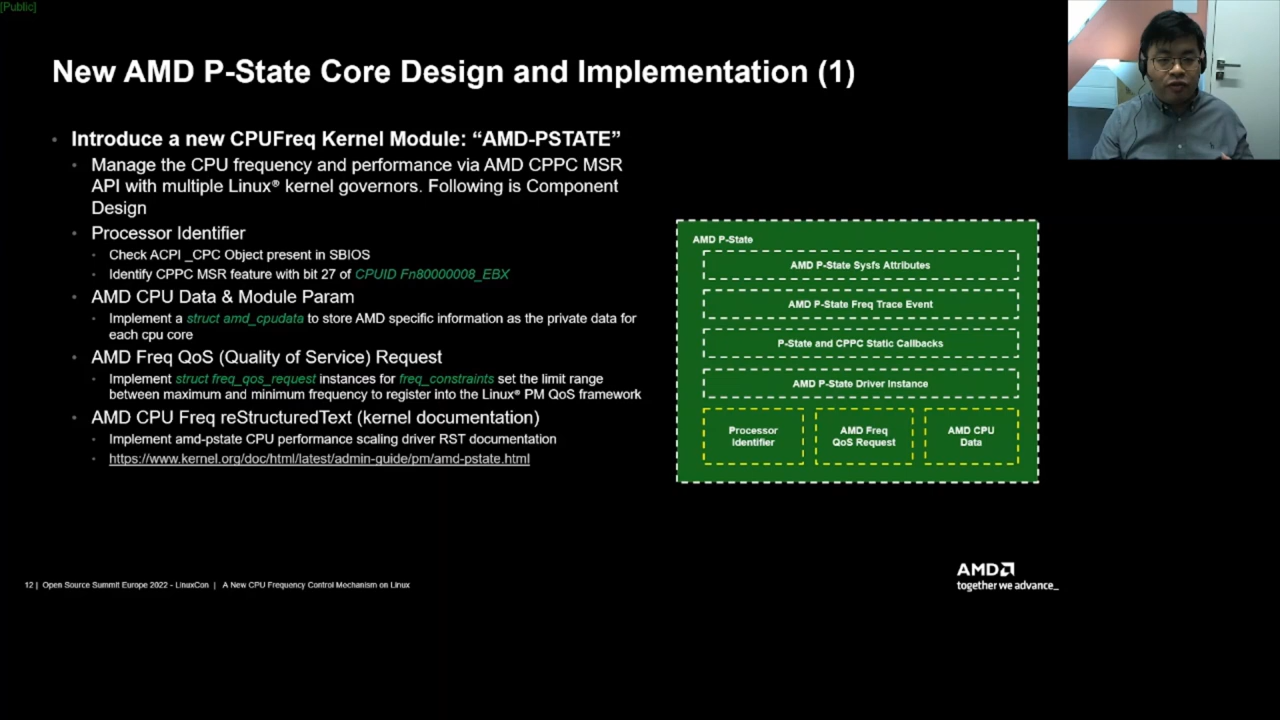 [Public]
New AMD P-State Core Design and Implementation (1)
Introduce a new CPUFreq Kernel Module: “AMD-PSTATE”
Manage the CPU frequency and performance via AMD CPPC MSR
API with multiple Linux® kernel governors. Following is Component
Design
Processor Identifier
Check ACPI _CPC Object present in SBIOS
Identify CPPC MSR feature with bit 27 of CPUID Fn80000008_EBX
AMD CPU Data & Module Param
Implement a struct amd_cpudata to store AMD specific information as the private data for
each cpu core
AMD Freq QoS (Quality of Service) Request
Implement struct freq_qos_request instances for freq_constraints set the limit range
between maximum and minimum frequency to register into the Linux® PM QoS framework
AMD CPU Freq reStructuredText (kernel documentation)
Implement amd-pstate CPU performance scaling driver RST documentation
https://www.kernel.org/doc/html/latest/admin-guide/pm/amd-pstate.html
AMD P-State
AMD P-State Sysfs Attributes
AMD P-State Freq Trace Event
P-State and CPPC Static Callbacks
AMD P-State Driver Instance
Processor
Identifier
AMD Freq
QoS Request
AMD CPU
Data
12 | Open Source Summit Europe 2022 - LinuxCon | A New CPU Frequency Control Mechanism on Linux
AMD
together we advance_